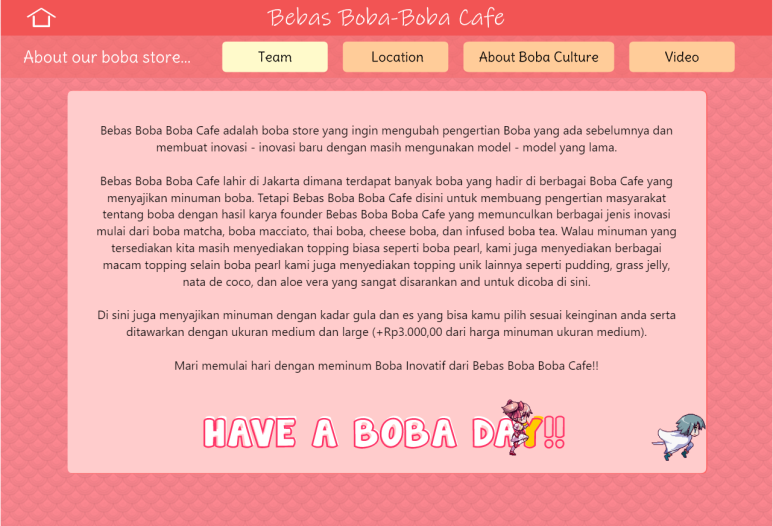 Bebas Boba-Boba Cafe
About our boba store...
Team
Location
About Boba Culture
Video
Bebas Boba Boba Cafe adalah boba store yang ingin mengubah pengertian Boba yang ada sebelumnya dan
membuat inovasi - inovasi baru dengan masih mengunakan model - model yang lama.
Bebas Boba Boba Cafe lahir di Jakarta dimana terdapat banyak boba yang hadir di berbagai Boba Cafe yang
menyajikan minuman boba. Tetapi Bebas Boba Boba Cafe disini untuk membuang pengertian masyarakat
tentang boba dengan hasil karya founder Bebas Boba Boba Cafe yang memunculkan berbagai jenis inovasi
mulai dari boba matcha, boba macciato, thai boba, cheese boba, dan infused boba tea. Walau minuman yang
tersediakan kita masih menyediakan topping biasa seperti boba pearl, kami juga menyediakan berbagai
macam topping selain boba pearl kami juga menyediakan topping unik lainnya seperti pudding, grass jelly,
nata de coco, dan aloe vera yang sangat disarankan and untuk dicoba di sini.
Di sini juga menyajikan minuman dengan kadar gula dan es yang bisa kamu pilih sesuai keinginan anda serta
ditawarkan dengan ukuran medium dan large (+Rp3.000,00 dari harga minuman ukuran medium).
Mari memulai hari dengan meminum Boba Inovatif dari Bebas Boba Boba Cafe!!
HAVE A BOBA DAY!!